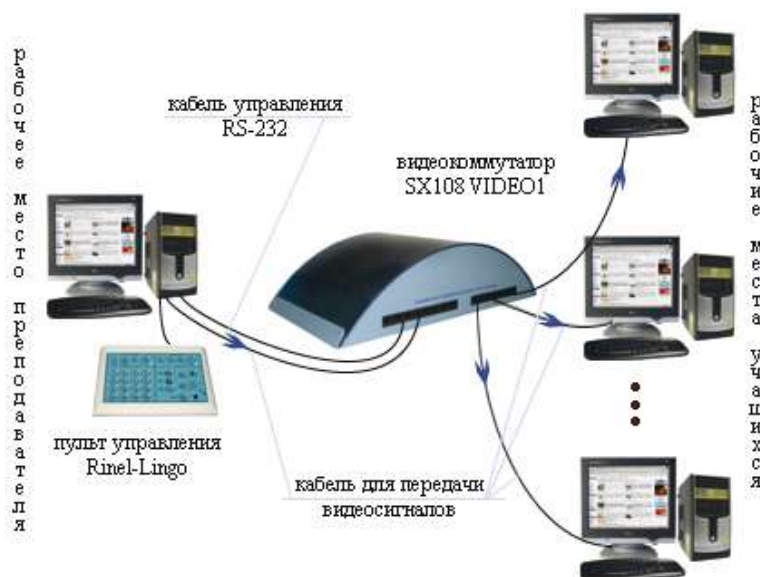 рабочее место преподавателя
кабель управления
RS-232
видеокоммутатор
SX108 VIDEO1
рабочие места учащихся
пульт управления
Rinel-Lingo
кабель для передачи
видеосигналов